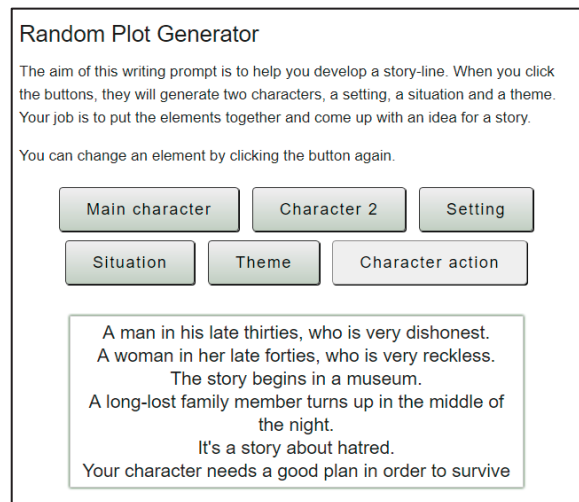 Random Plot Generator
The aim of this writing prompt is to help you develop a story-line. When you click
the buttons, they will generate two characters, a setting, a situation and a theme.
Your job is to put the elements together and come up with an idea for a story.
You can change an element by clicking the button again.
Main character Character 2 Setting
Situation Theme Character action
A man in his late thirties, who is very dishonest.
A woman in her late forties, who is very reckless.
The story begins in a museum.
A long-lost family member turns up in the middle of
the night.
It's a story about hatred.
Your character needs a good plan in order to survive